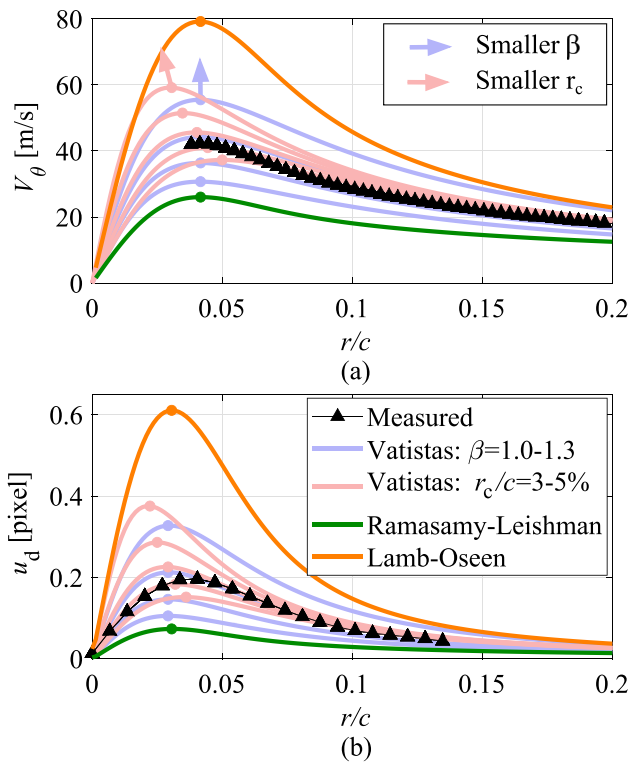 80
60
40
20
0
V_θ [m/s]
Smaller β
Smaller r_c
0
0.05
0.1
0.15
0.2
r/c
(a)
0.6
0.4
0.2
0
u_d [pixel]
Measured
Vatistas: β=1.0-1.3
Vatistas: r_c/c=3-5%
Ramasamy-Leishman
Lamb-Oseen
0
0.05
0.1
0.15
0.2
r/c
(b)